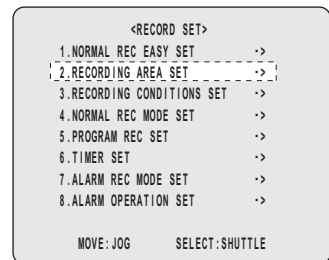 <RECORD SET>
1.NORMAL REC EASY SET ->
2.RECORDING AREA SET ->
3.RECORDING CONDITIONS SET ->
4.NORMAL REC MODE SET ->
5.PROGRAM REC SET ->
6.TIMER SET ->
7.ALARM REC MODE SET ->
8.ALARM OPERATION SET ->
MOVE:JOG SELECT:SHUTTLE